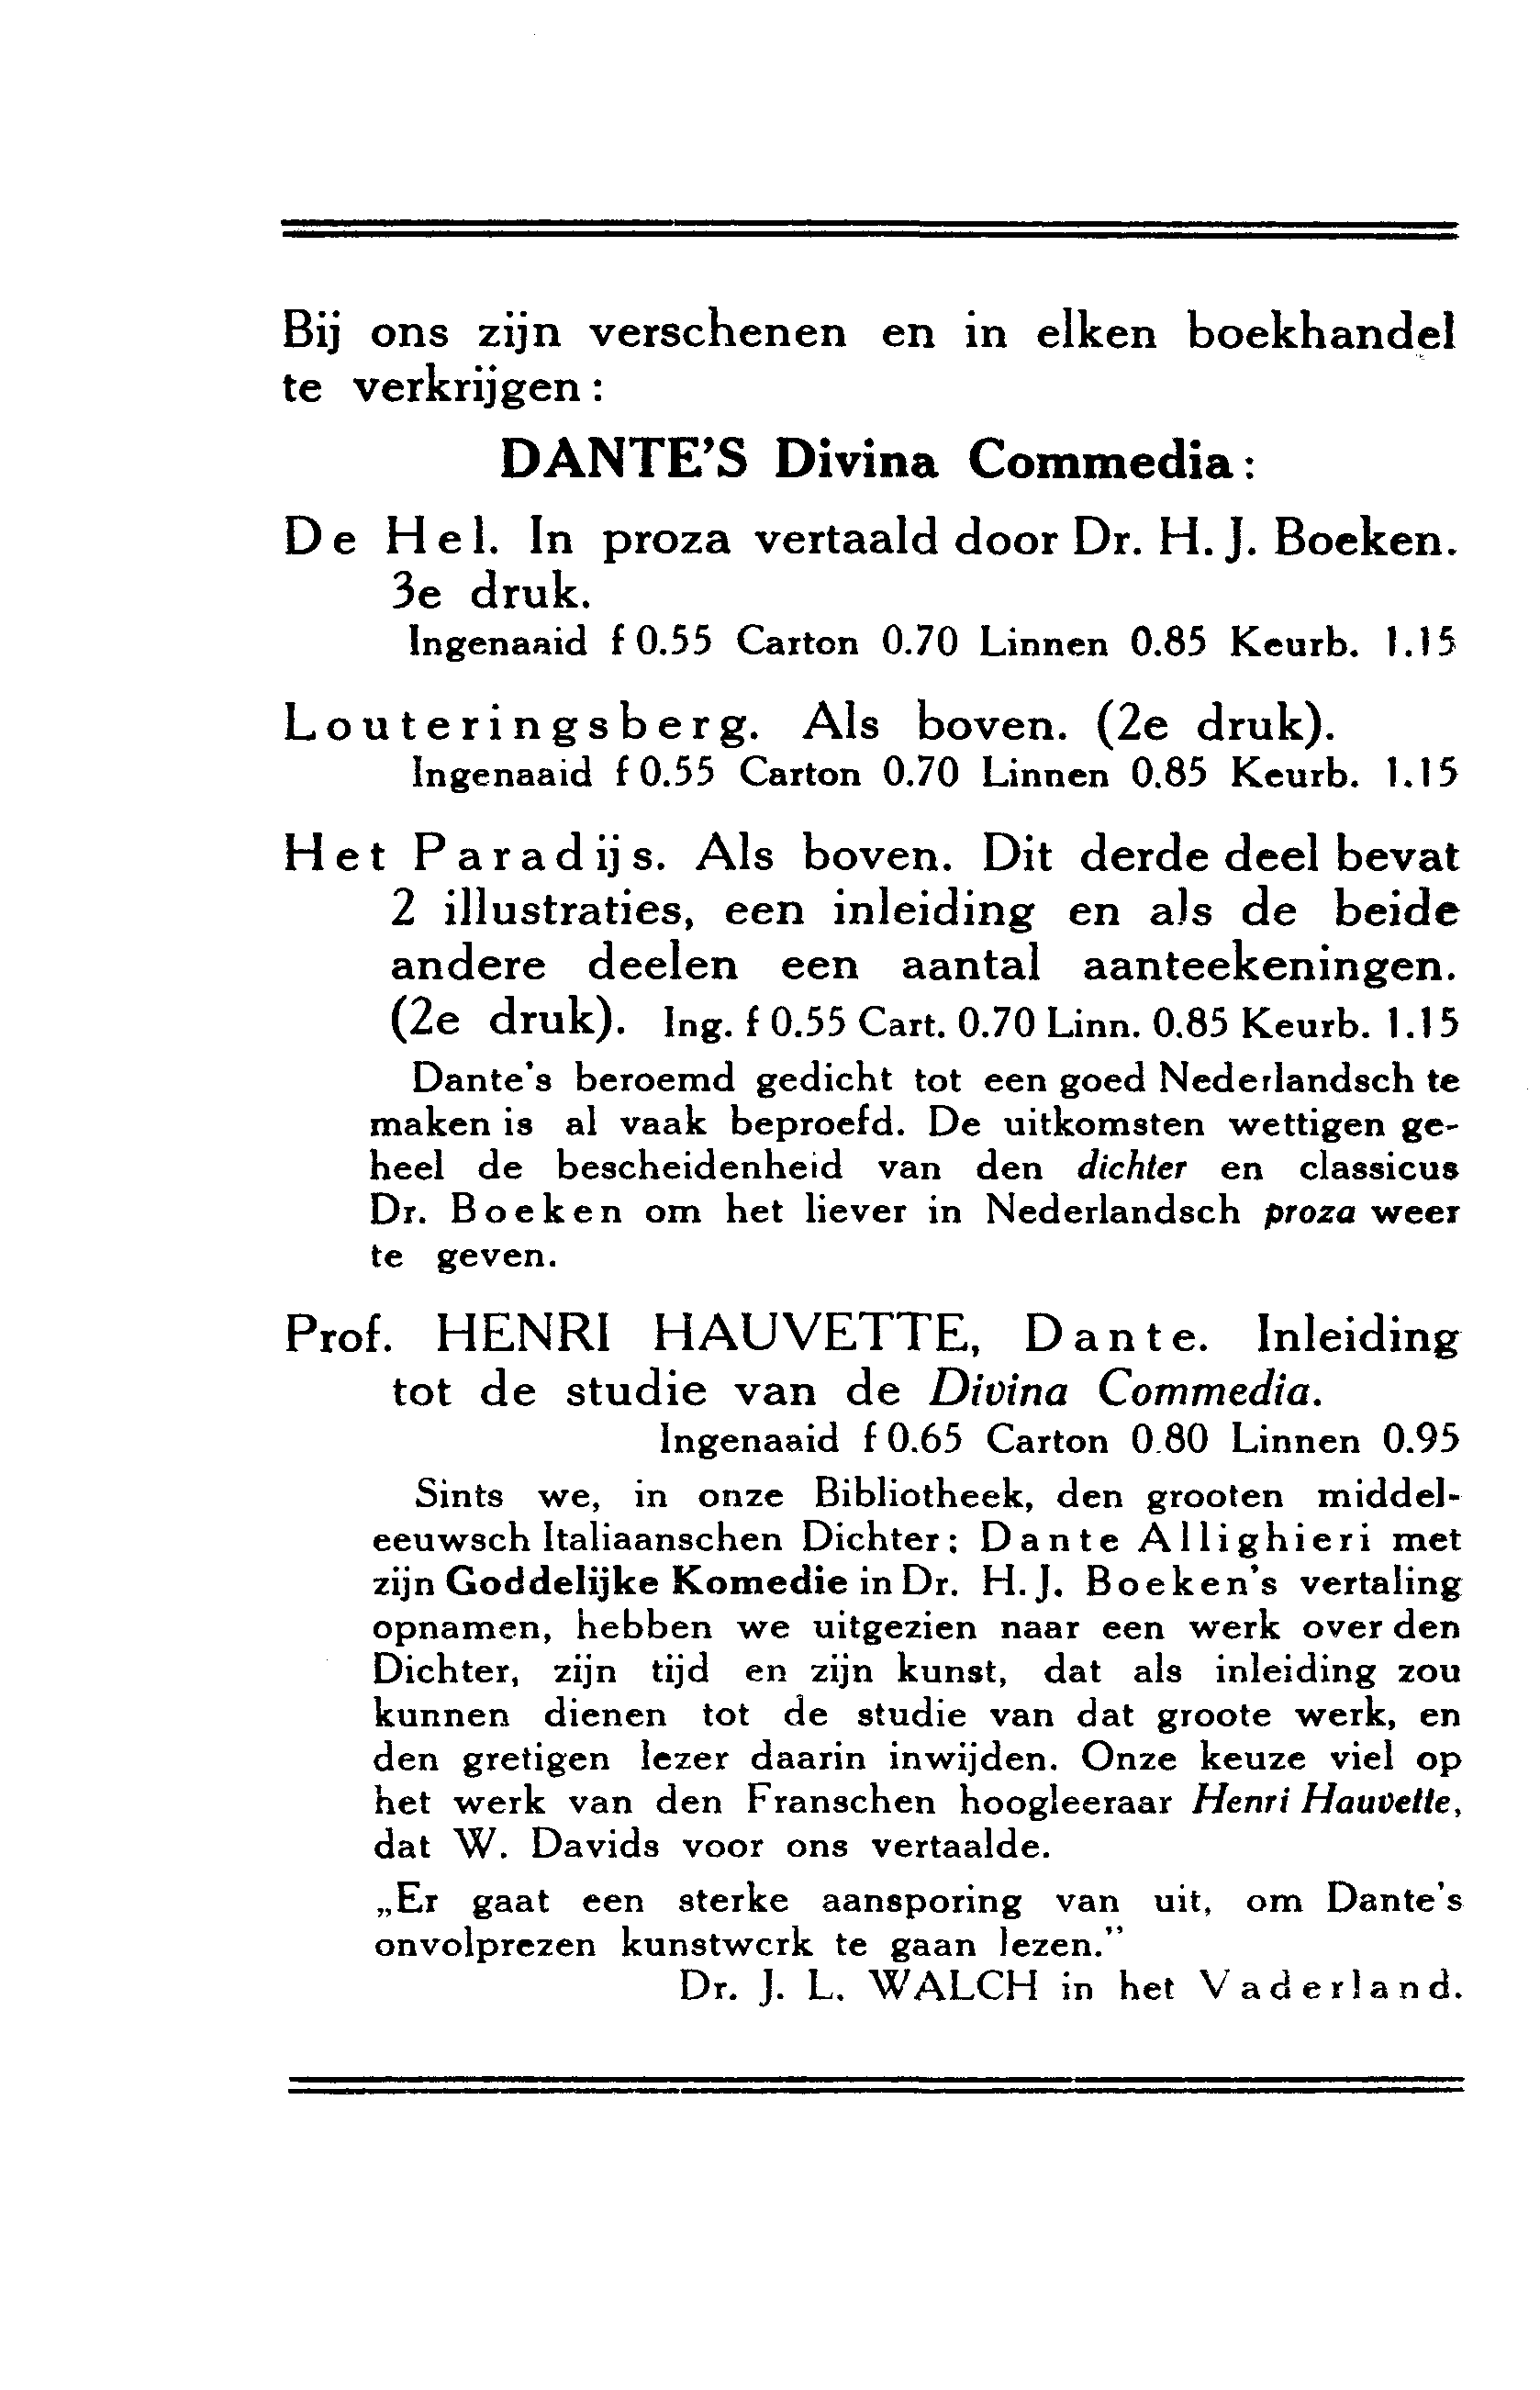 Bij ons zijn verschenen en in elken boekhandel
te verkrijgen:
DANTE'S Divina Commedia:
De Hel. In proza vertaald door Dr. H. J. Boeken.
3e druk.
Ingenaaid f 0.55 Carton 0.70 Linnen 0.85 Keurb. 1.15
Louteringsberg. Als boven. (2e druk).
Ingenaaid f 0.55 Carton 0.70 Linnen 0.85 Keurb. 1.15
Het Paradijs. Als boven. Dit derde deel bevat
2 illustraties, een inleiding en als de beide
andere deelen een aantal aanteekeningen.
(2e druk). Ing. f 0.55 Cart. 0.70 Linn. 0.85 Keurb. 1.15
Dante's beroemd gedicht tot een goed Nederlandsch te
maken is al vaak beproefd. De uitkomsten wettigen ge-
heel de bescheidenheid van den dichter en classicus
Dr. Boeken om het liever in Nederlandsch proza weer
te geven.
Prof. HENRI HAUVETTE, Dante. Inleiding
tot de studie van de Divina Commedia.
Ingenaaid f 0.65 Carton 0.80 Linnen 0.95
Sints we, in onze Bibliotheek, den grooten middel-
eeuwsch Italiaanschen Dichter: Dante Allighieri met
zijn Goddelijke Komedie in Dr. H. J. Boeken's vertaling
opnamen, hebben we uitgezien naar een werk over den
Dichter, zijn tijd en zijn kunst, dat als inleiding zou
kunnen dienen tot de studie van dat groote werk, en
den gretigen lezer daarin inwijden. Onze keuze viel op
het werk van den Franschen hoogleeraar Henri Hauvette,
dat W. Davids voor ons vertaalde.
„Er gaat een sterke aansporing van uit, om Dante's
onvolprezen kunstwerk te gaan lezen."
Dr. J. L. WALCH in het Vaderland.